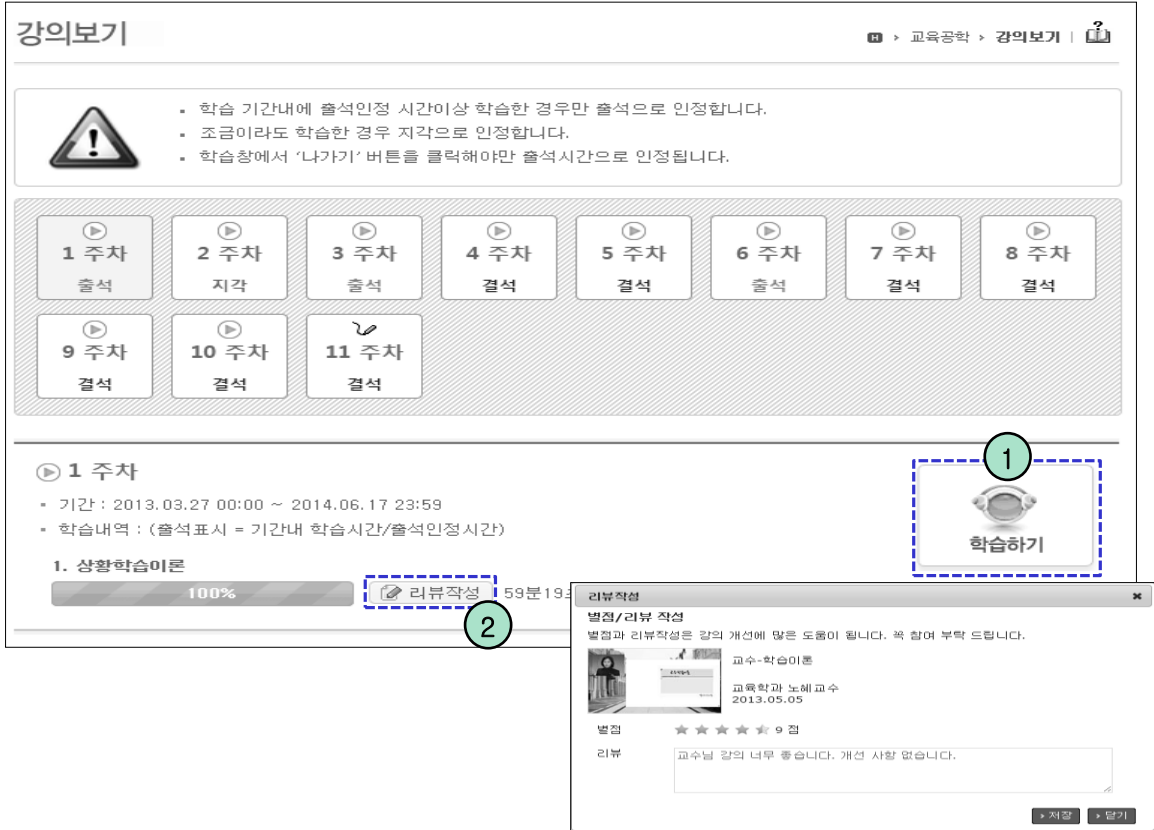 강의보기
H › 교육공학 › 강의보기 |
▪ 학습 기간내에 출석인정 시간이상 학습한 경우만 출석으로 인정합니다.
▪ 조금이라도 학습한 경우 지각으로 인정합니다.
▪ 학습창에서 ‘나가기’ 버튼을 클릭해야만 출석시간으로 인정됩니다.
1 주차 2 주차 3 주차 4 주차 5 주차 6 주차 7 주차 8 주차
출석 지각 출석 결석 결석 출석 결석 결석
9 주차 10 주차 11 주차
결석 결석 결석
1 주차
▪ 기간 : 2013.03.27 00:00 ~ 2014.06.17 23:59
▪ 학습내역 : (출석표시 = 기간내 학습시간/출석인정시간)
1
학습하기
1. 상황학습이론
100% 리뷰작성 59분19
2
리뷰작성
별점/리뷰 작성
별점과 리뷰작성은 강의 개선에 많은 도움이 됩니다. 꼭 참여 부탁 드립니다.
교수-학습이론
교육학과 노혜교수
2013.05.05
별점 ★★★★★ 9 점
리뷰 교수님 강의 너무 좋습니다. 개선 사항 없습니다.
› 저장 › 닫기